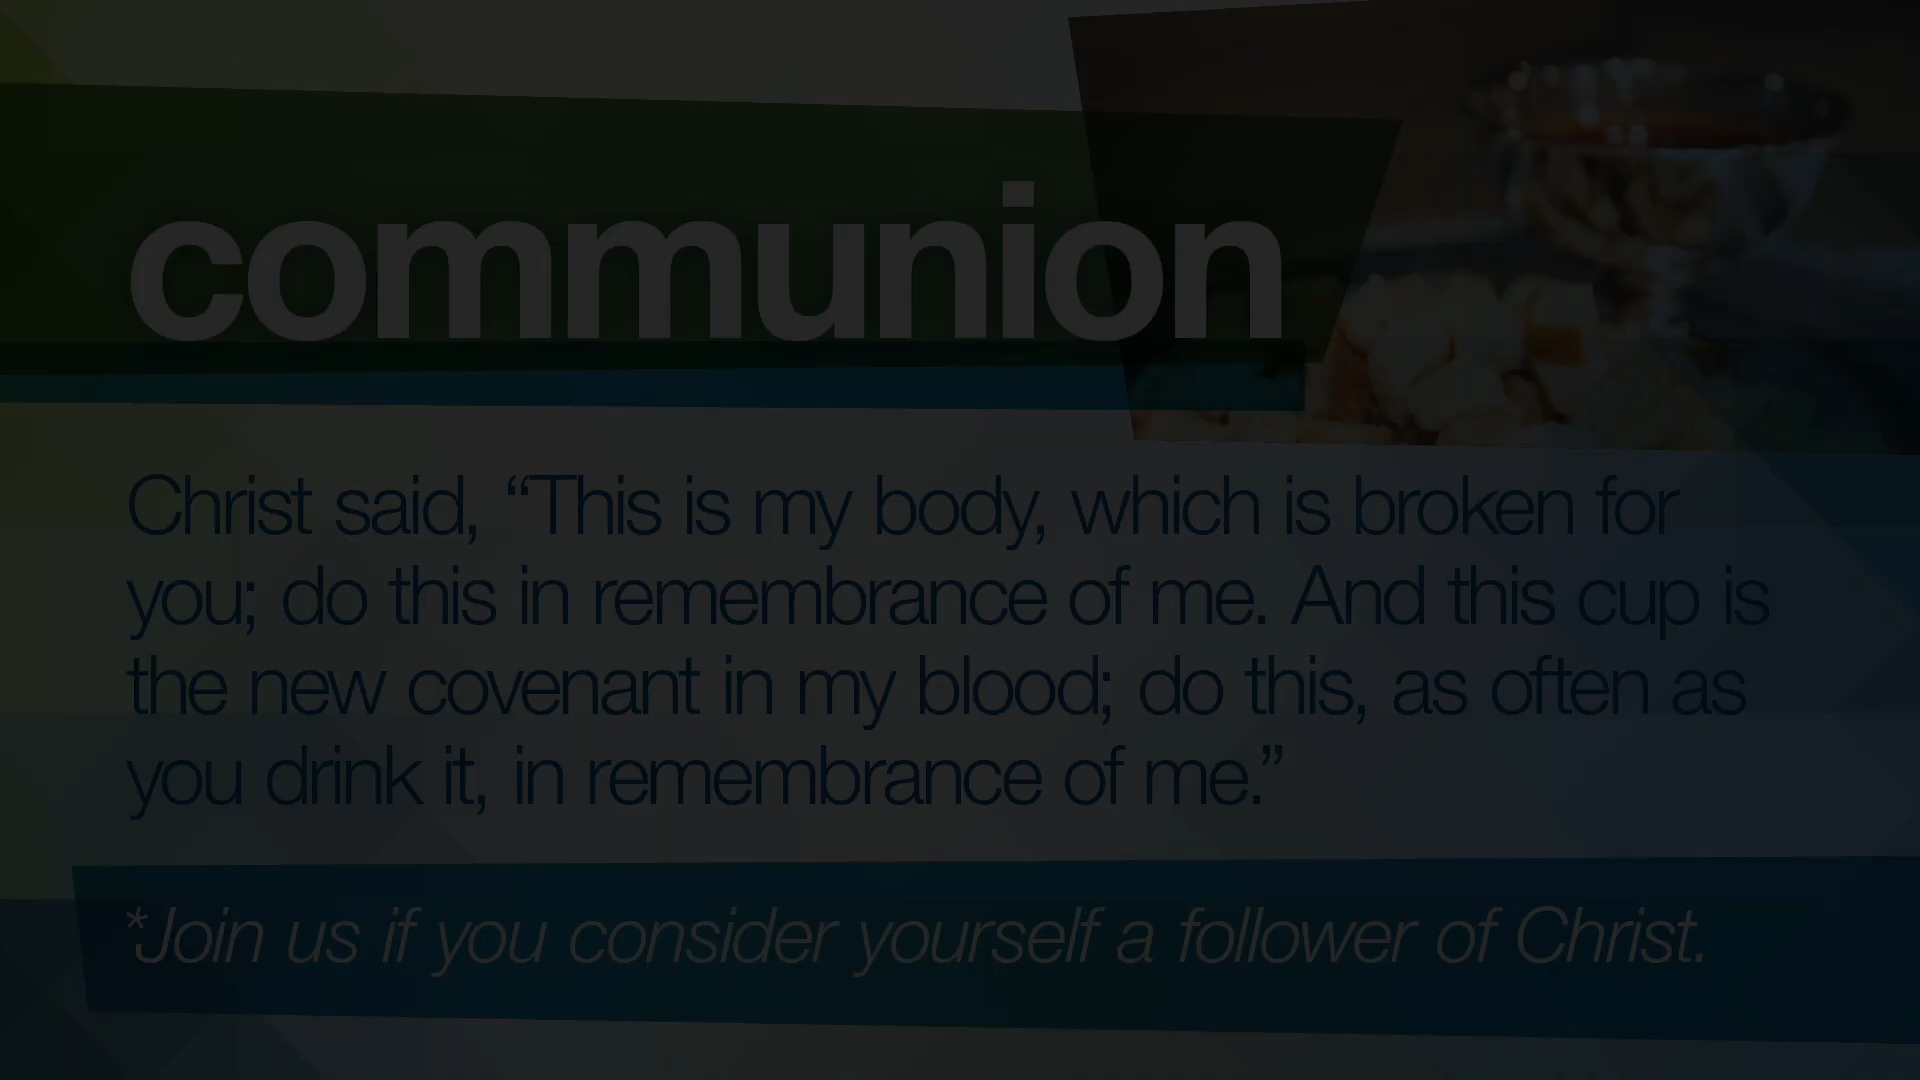 communion
Christ said, “This is my body, which is broken for
you; do this in remembrance of me. And this cup is
the new covenant in my blood; do this, as often as
you drink it, in remembrance of me.”
*Join us if you consider yourself a follower of Christ.